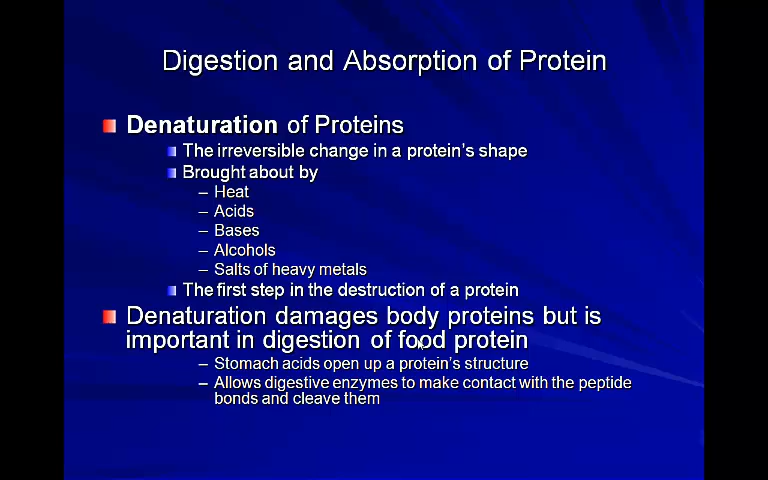 Digestion and Absorption of Protein
Denaturation of Proteins
The irreversible change in a protein's shape
Brought about by
– Heat
– Acids
– Bases
– Alcohols
– Salts of heavy metals
The first step in the destruction of a protein
Denaturation damages body proteins but is
important in digestion of food protein
– Stomach acids open up a protein's structure
– Allows digestive enzymes to make contact with the peptide
bonds and cleave them